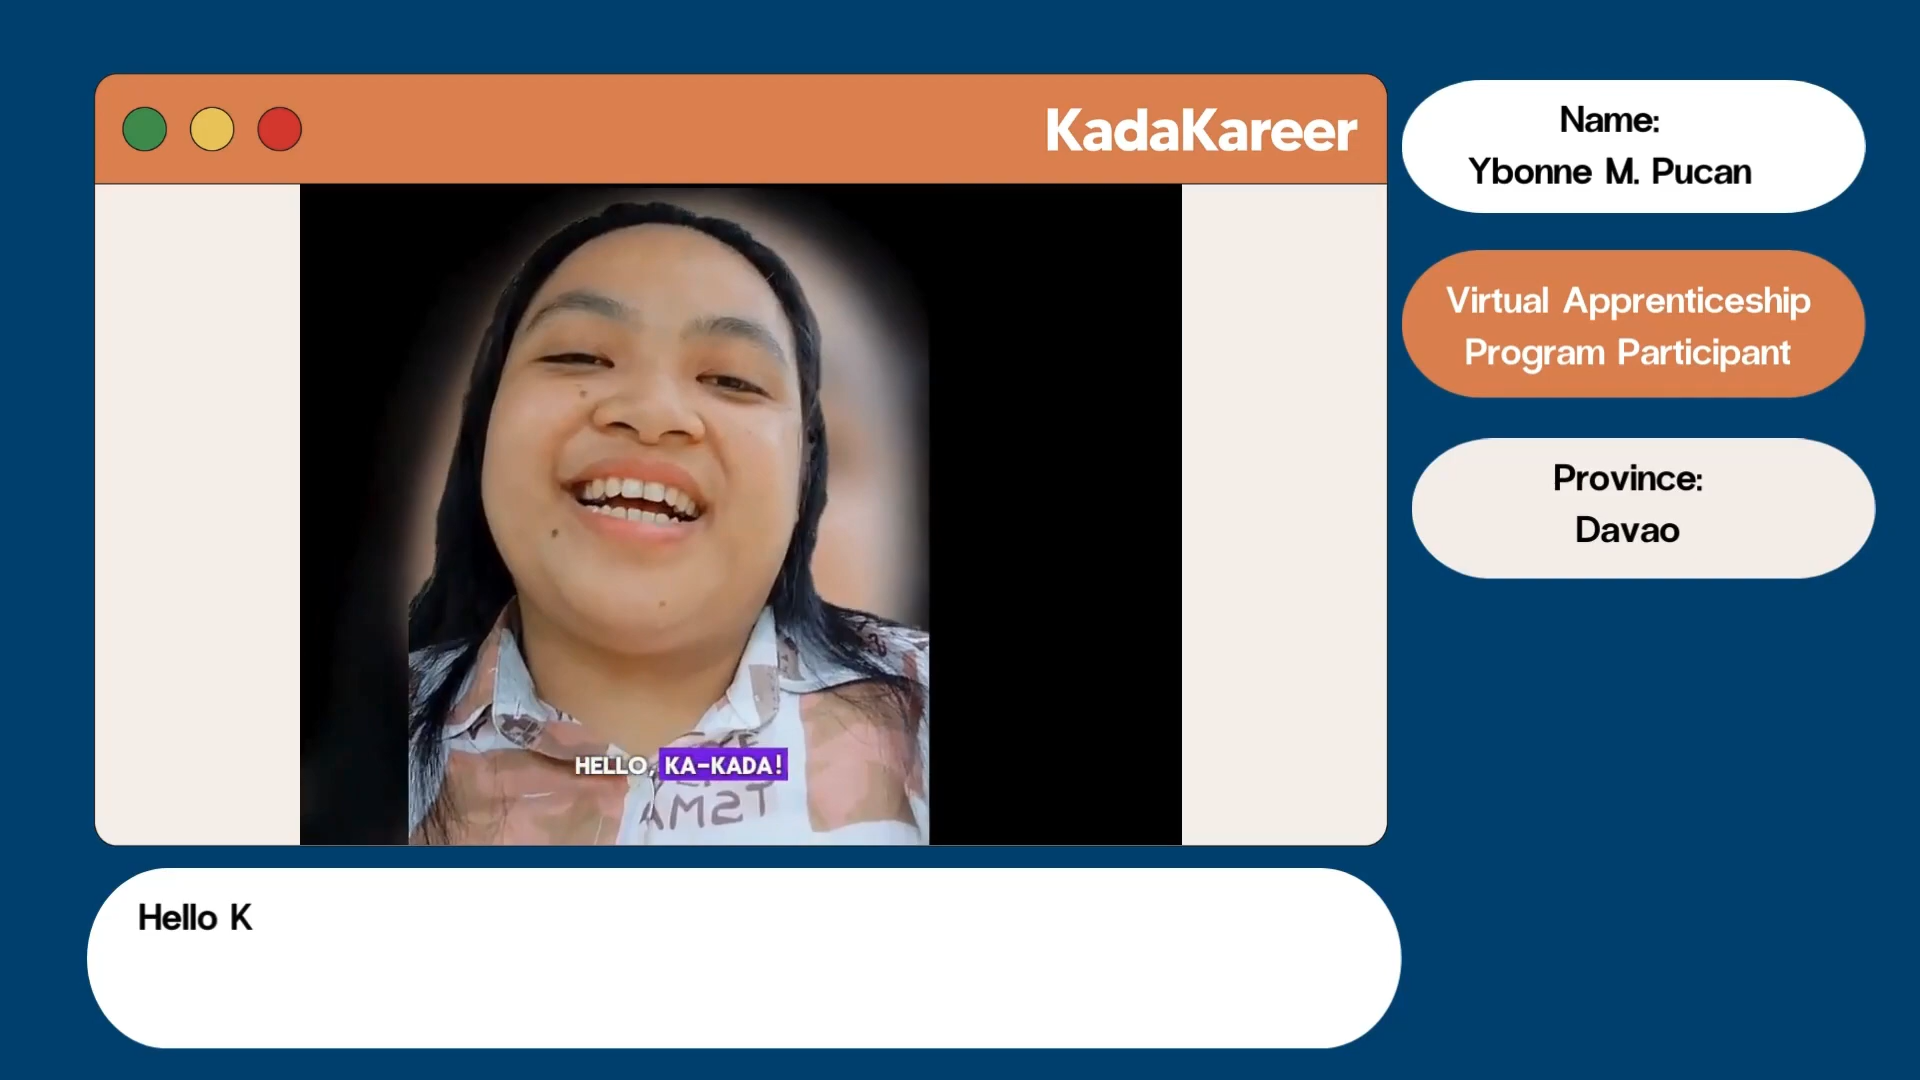 KadaKareer
Name:
Ybonne M. Pucan
Virtual Apprenticeship
Program Participant
Province:
Davao
HELLO, KA-KADA!
Hello K